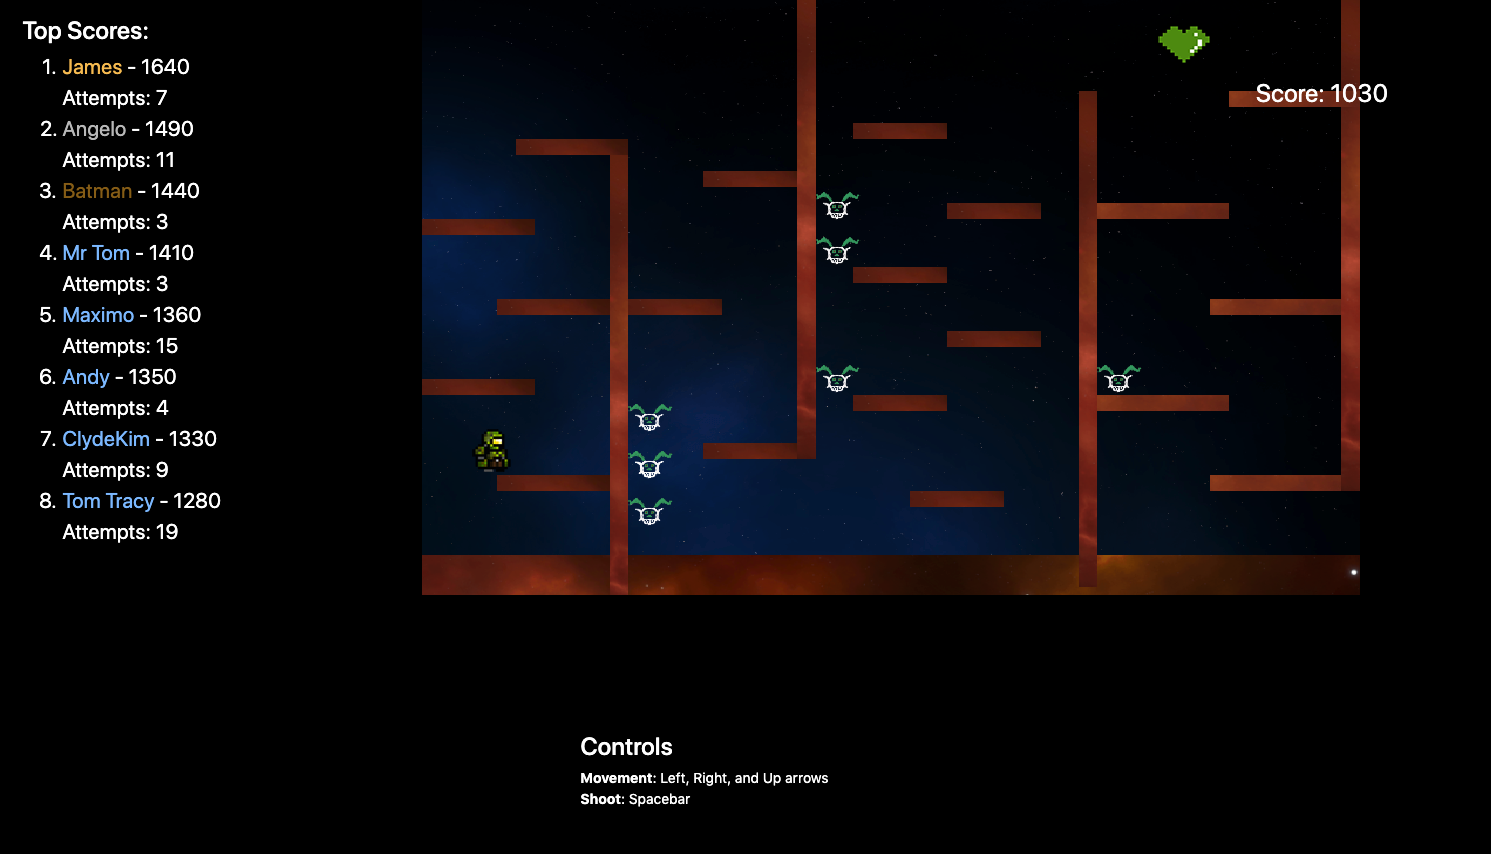 Top Scores:
1. James - 1640
Attempts: 7
2. Angelo - 1490
Attempts: 11
3. Batman - 1440
Attempts: 3
4. Mr Tom - 1410
Attempts: 3
5. Maximo - 1360
Attempts: 15
6. Andy - 1350
Attempts: 4
7. ClydeKim - 1330
Attempts: 9
8. Tom Tracy - 1280
Attempts: 19
Score: 1030
Controls
Movement: Left, Right, and Up arrows
Shoot: Spacebar